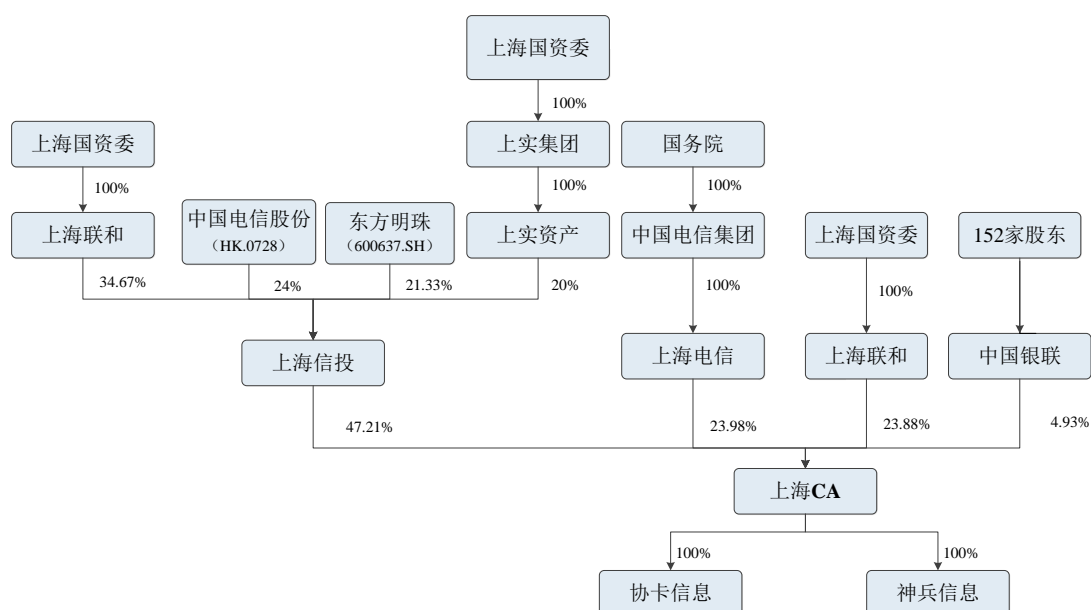 上海国资委
100%
上海国资委
上实集团
国务院
100%
100%
100%
上海联和
中国电信股份
（HK.0728）
东方明珠
（600637.SH）
上实资产
中国电信集团
上海国资委
152家股东
34.67%
24%
21.33%
20%
100%
100%
上海信投
上海电信
上海联和
中国银联
47.21%
23.98%
23.88%
4.93%
上海CA
100%
100%
协卡信息
神兵信息